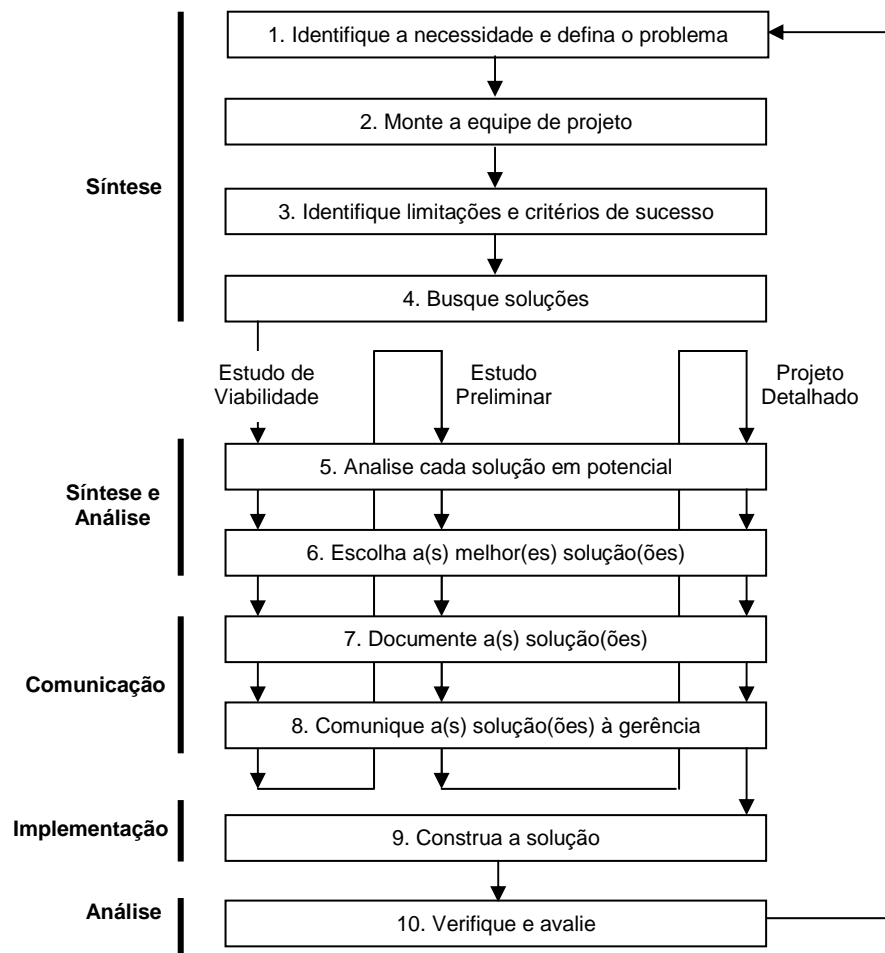 1. Identifique a necessidade e defina o problema
2. Monte a equipe de projeto
Síntese
3. Identifique limitações e critérios de sucesso
4. Busque soluções
Estudo de
Viabilidade
Estudo
Preliminar
Projeto
Detalhado
5. Analise cada solução em potencial
Síntese e
Análise
6. Escolha a(s) melhor(es) solução(ões)
7. Documente a(s) solução(ões)
Comunicação
8. Comunique a(s) solução(ões) à gerência
Implementação
9. Construa a solução
Análise
10. Verifique e avalie